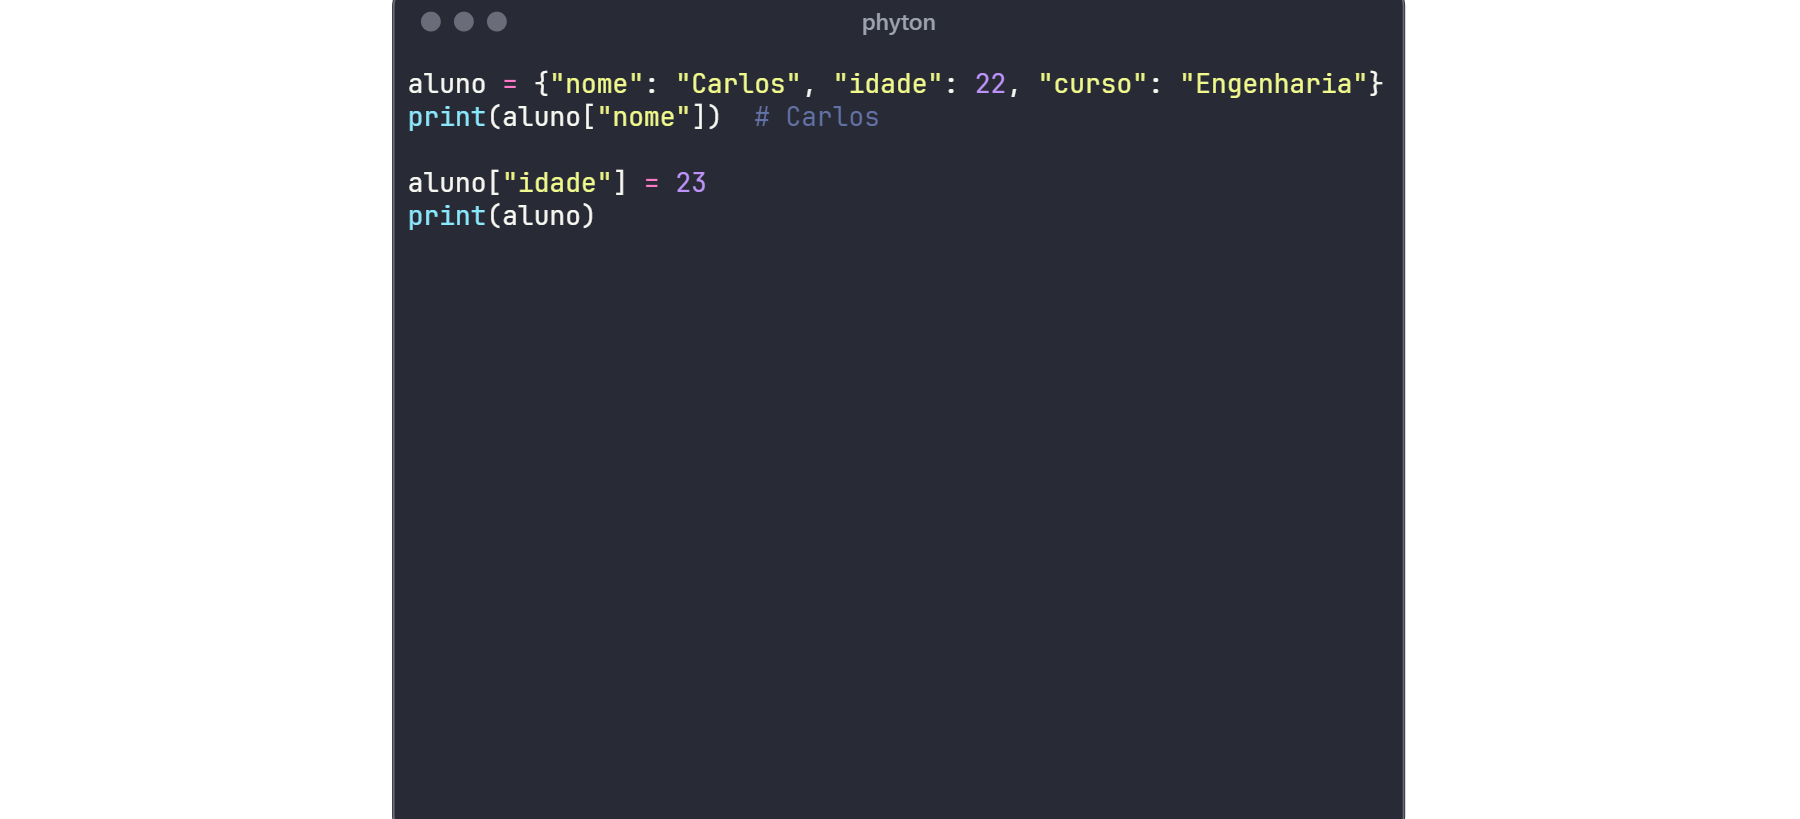 phyton
aluno = {"nome": "Carlos", "idade": 22, "curso": "Engenharia"}
print(aluno["nome"])  # Carlos
aluno["idade"] = 23
print(aluno)